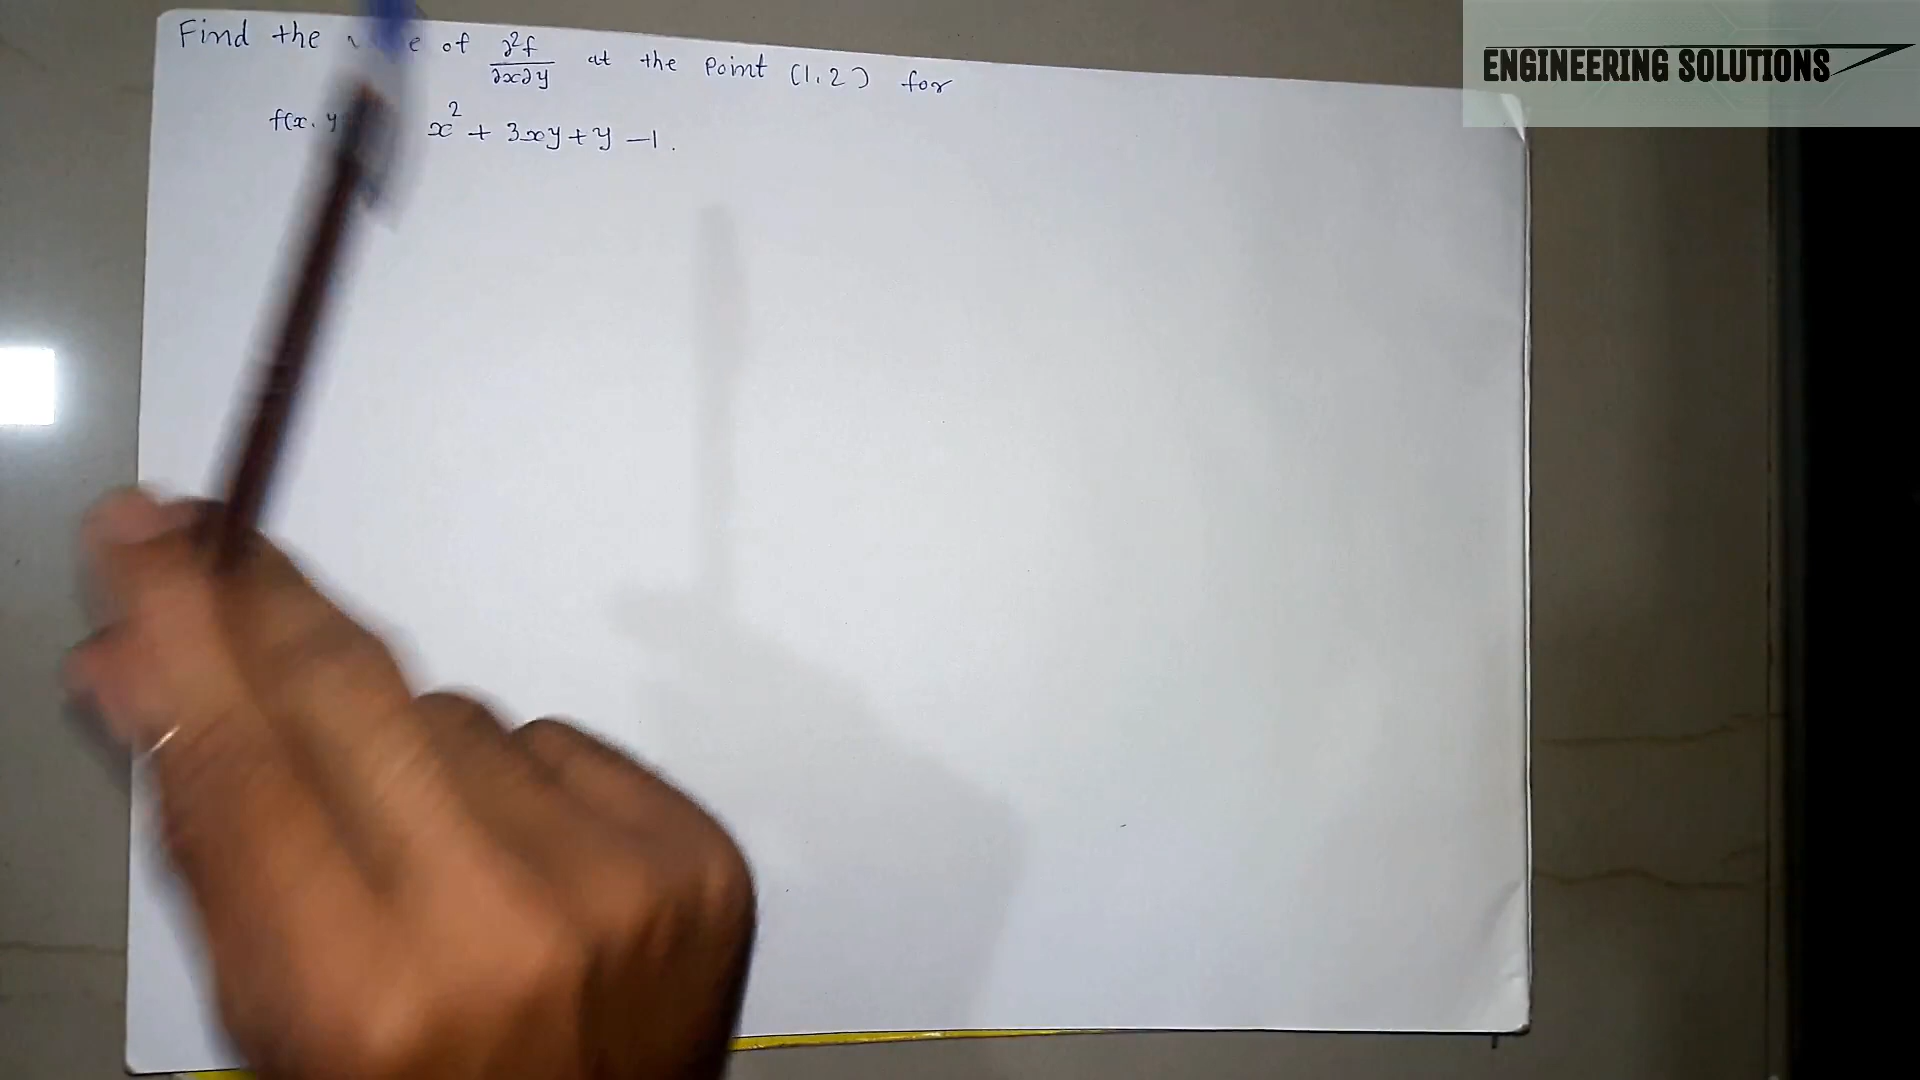 Find the of ∂²f/∂x∂y at the point (1,2) for
f(x, y x² + 3xy + y - 1.
ENGINEERING SOLUTIONS